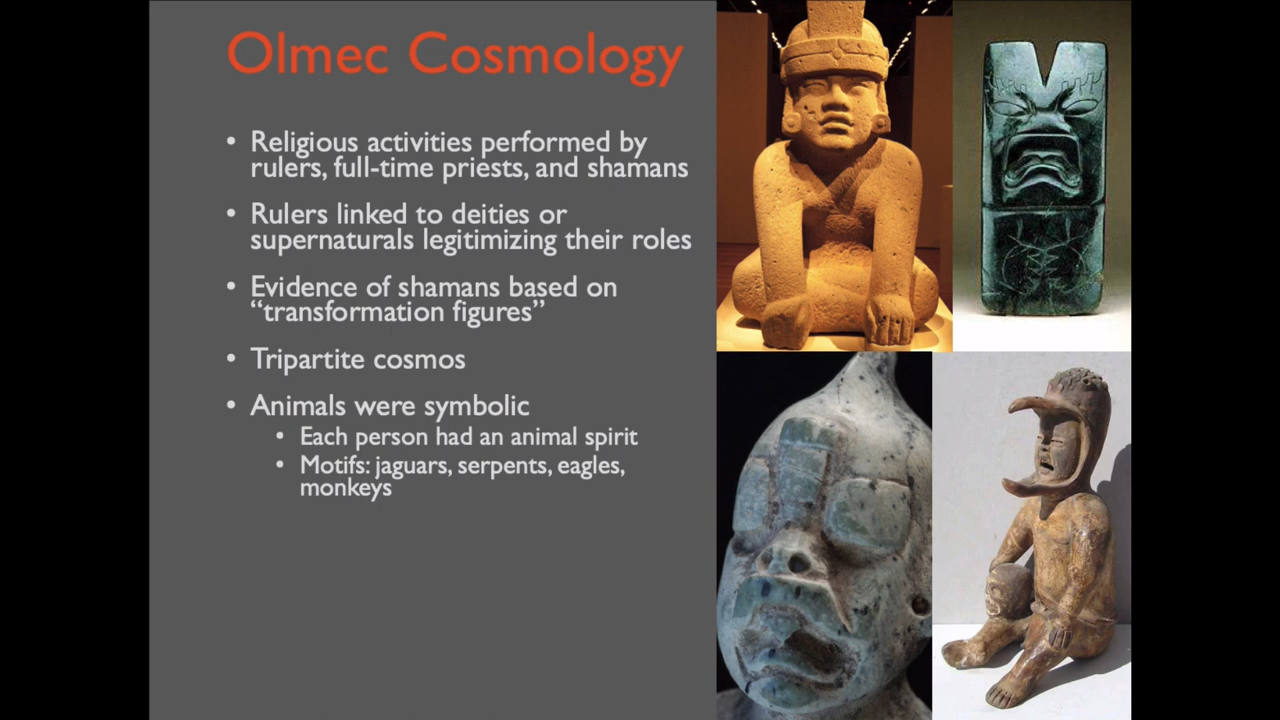 Olmec Cosmology
• Religious activities performed by
rulers, full-time priests, and shamans
• Rulers linked to deities or
supernaturals legitimizing their roles
• Evidence of shamans based on
“transformation figures”
• Tripartite cosmos
• Animals were symbolic
• Each person had an animal spirit
• Motifs: jaguars, serpents, eagles,
monkeys